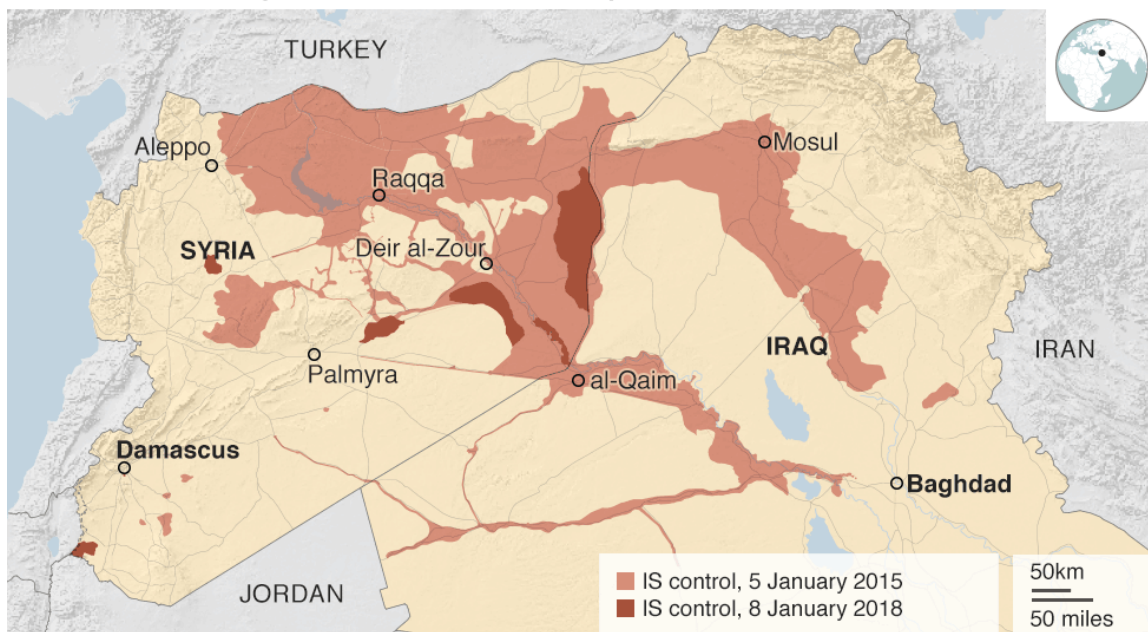 TURKEY
Aleppo
Mosul
Raqqa
SYRIA
Deir al-Zour
IRAQ
IRAN
Palmyra
al-Qaim
Damascus
Baghdad
JORDAN
IS control, 5 January 2015
IS control, 8 January 2018
50km
50 miles